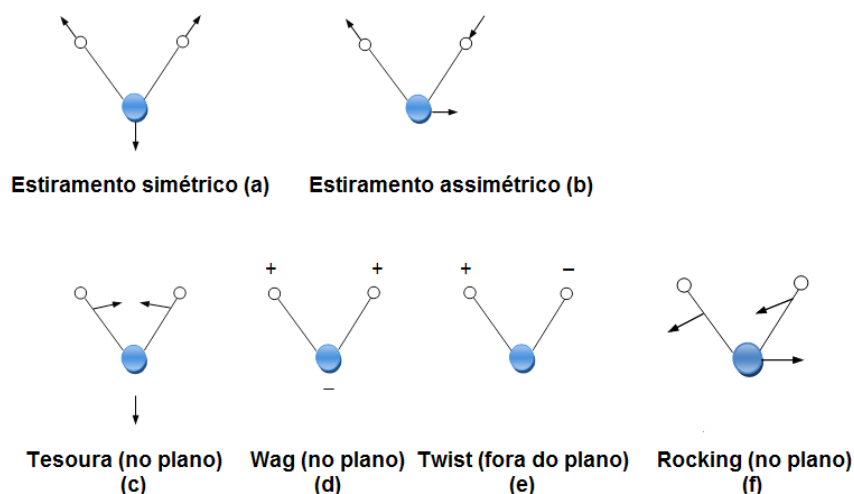 Estiramento simétrico (a) Estiramento assimétrico (b)
+ + + –
–
Tesoura (no plano) Wag (no plano) Twist (fora do plano) Rocking (no plano)
(c) (d) (e) (f)